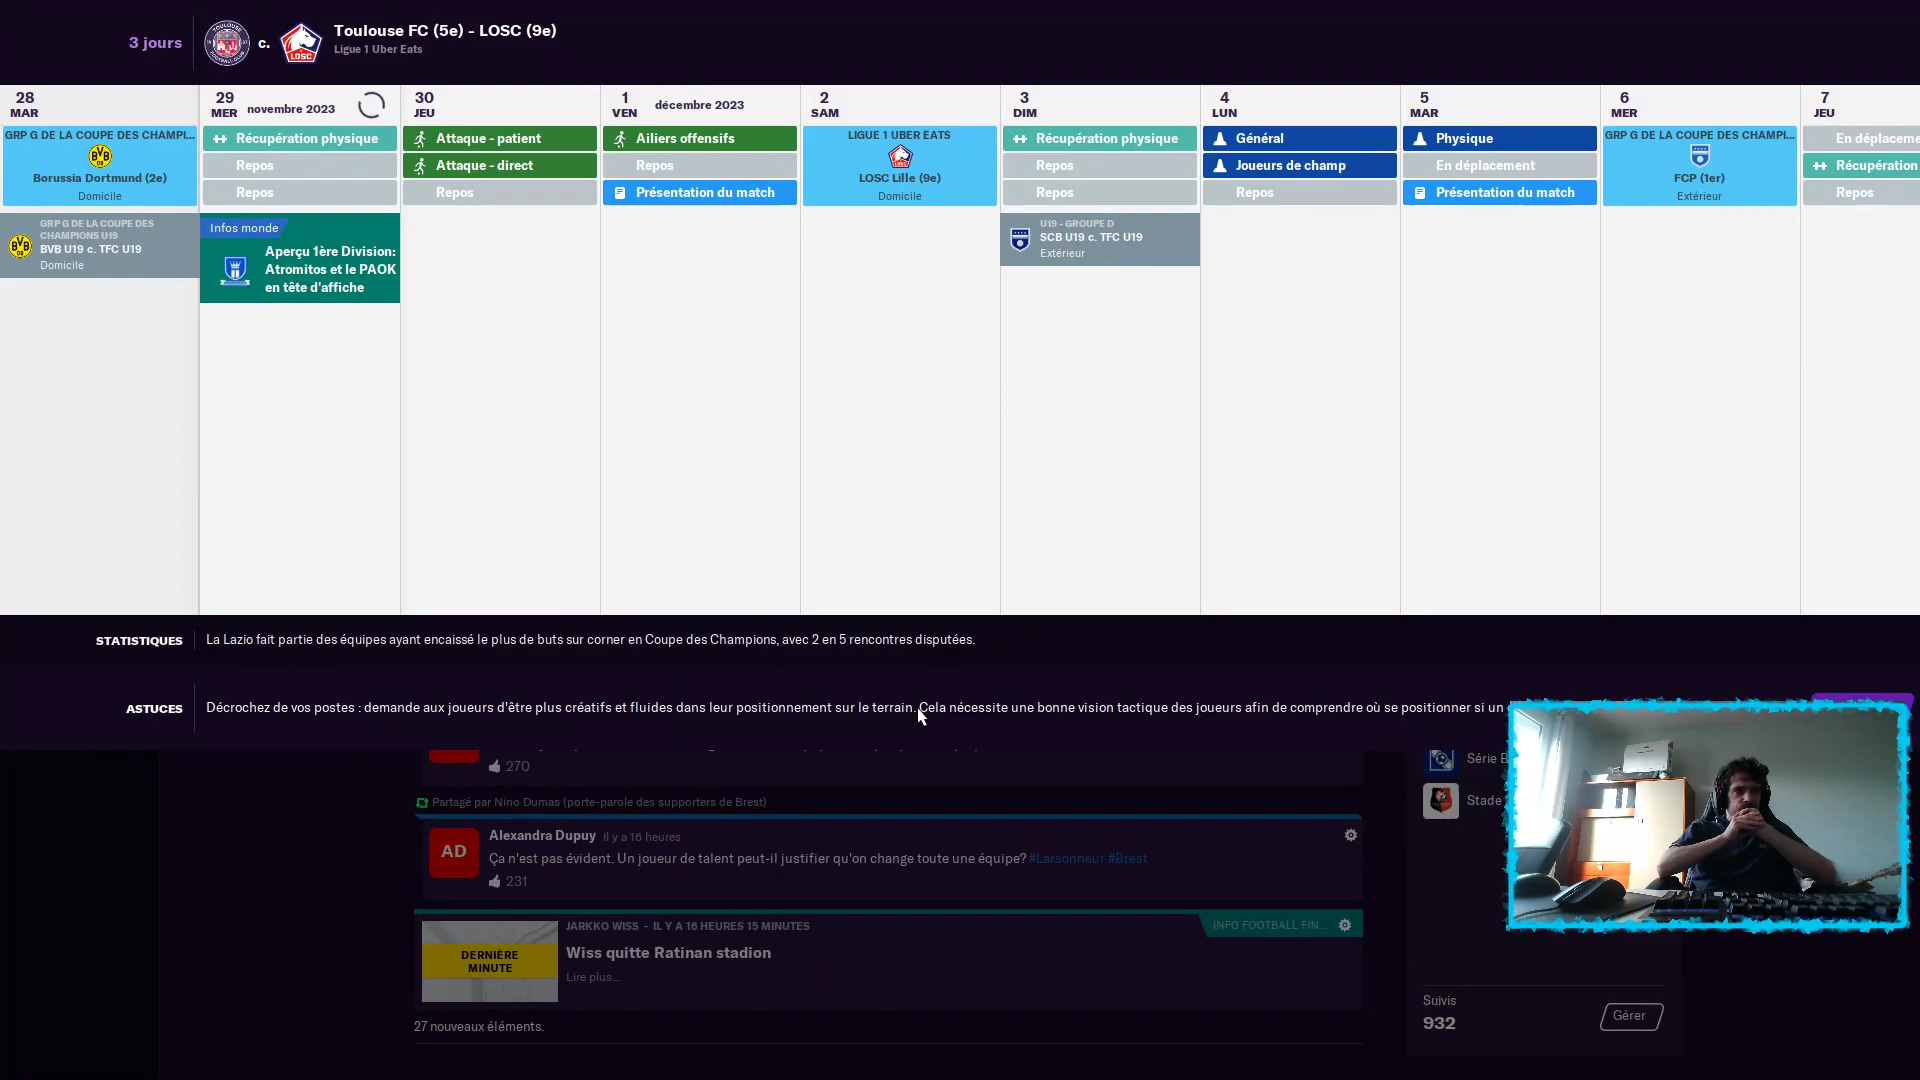 3 jours
c.
Toulouse FC (5e) - LOSC (9e)
Ligue 1 Uber Eats
28
MAR
29
MER
novembre 2023
30
JEU
1
VEN
décembre 2023
2
SAM
3
DIM
4
LUN
5
MAR
6
MER
7
JEU
GRP G DE LA COUPE DES CHAMPI...
Borussia Dortmund (2e)
Domicile
GRP G DE LA COUPE DES
CHAMPIONS U19
BVB U19 c. TFC U19
Domicile
Récupération physique
Repos
Repos
Infos monde
Aperçu 1ère Division:
Atromitos et le PAOK
en tête d'affiche
Attaque - patient
Attaque - direct
Repos
Ailiers offensifs
Repos
Présentation du match
LIGUE 1 UBER EATS
LOSC Lille (9e)
Domicile
Récupération physique
Repos
Repos
U19 - GROUPE D
SCB U19 c. TFC U19
Extérieur
Général
Joueurs de champ
Repos
Physique
En déplacement
Présentation du match
GRP G DE LA COUPE DES CHAMPI...
FCP (1er)
Extérieur
En déplaceme
Récupération
Repos
STATISTIQUES
La Lazio fait partie des équipes ayant encaissé le plus de buts sur corner en Coupe des Champions, avec 2 en 5 rencontres disputées.
ASTUCES
Décrochez de vos postes : demande aux joueurs d'être plus créatifs et fluides dans leur positionnement sur le terrain. Cela nécessite une bonne vision tactique des joueurs afin de comprendre où se positionner si un
270
Partagé par Nino Dumas (porte-parole des supporters de Brest)
AD
Alexandra Dupuy Il y a 16 heures
Ça n'est pas évident. Un joueur de talent peut-il justifier qu'on change toute une équipe? #Larsonneur #Brest
231
DERNIÈRE
MINUTE
JARKKO WISS - IL Y A 16 HEURES 15 MINUTES
INFO FOOTBALL FIN...
Wiss quitte Ratinan stadion
Lire plus...
27 nouveaux éléments.
Série B
Stade
Suivis
932
Gérer